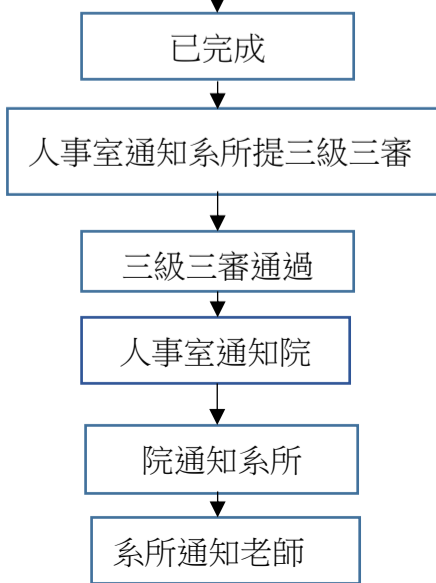 已完成
人事室通知系所提三級三審
三級三審通過
人事室通知院
院通知系所
系所通知老師